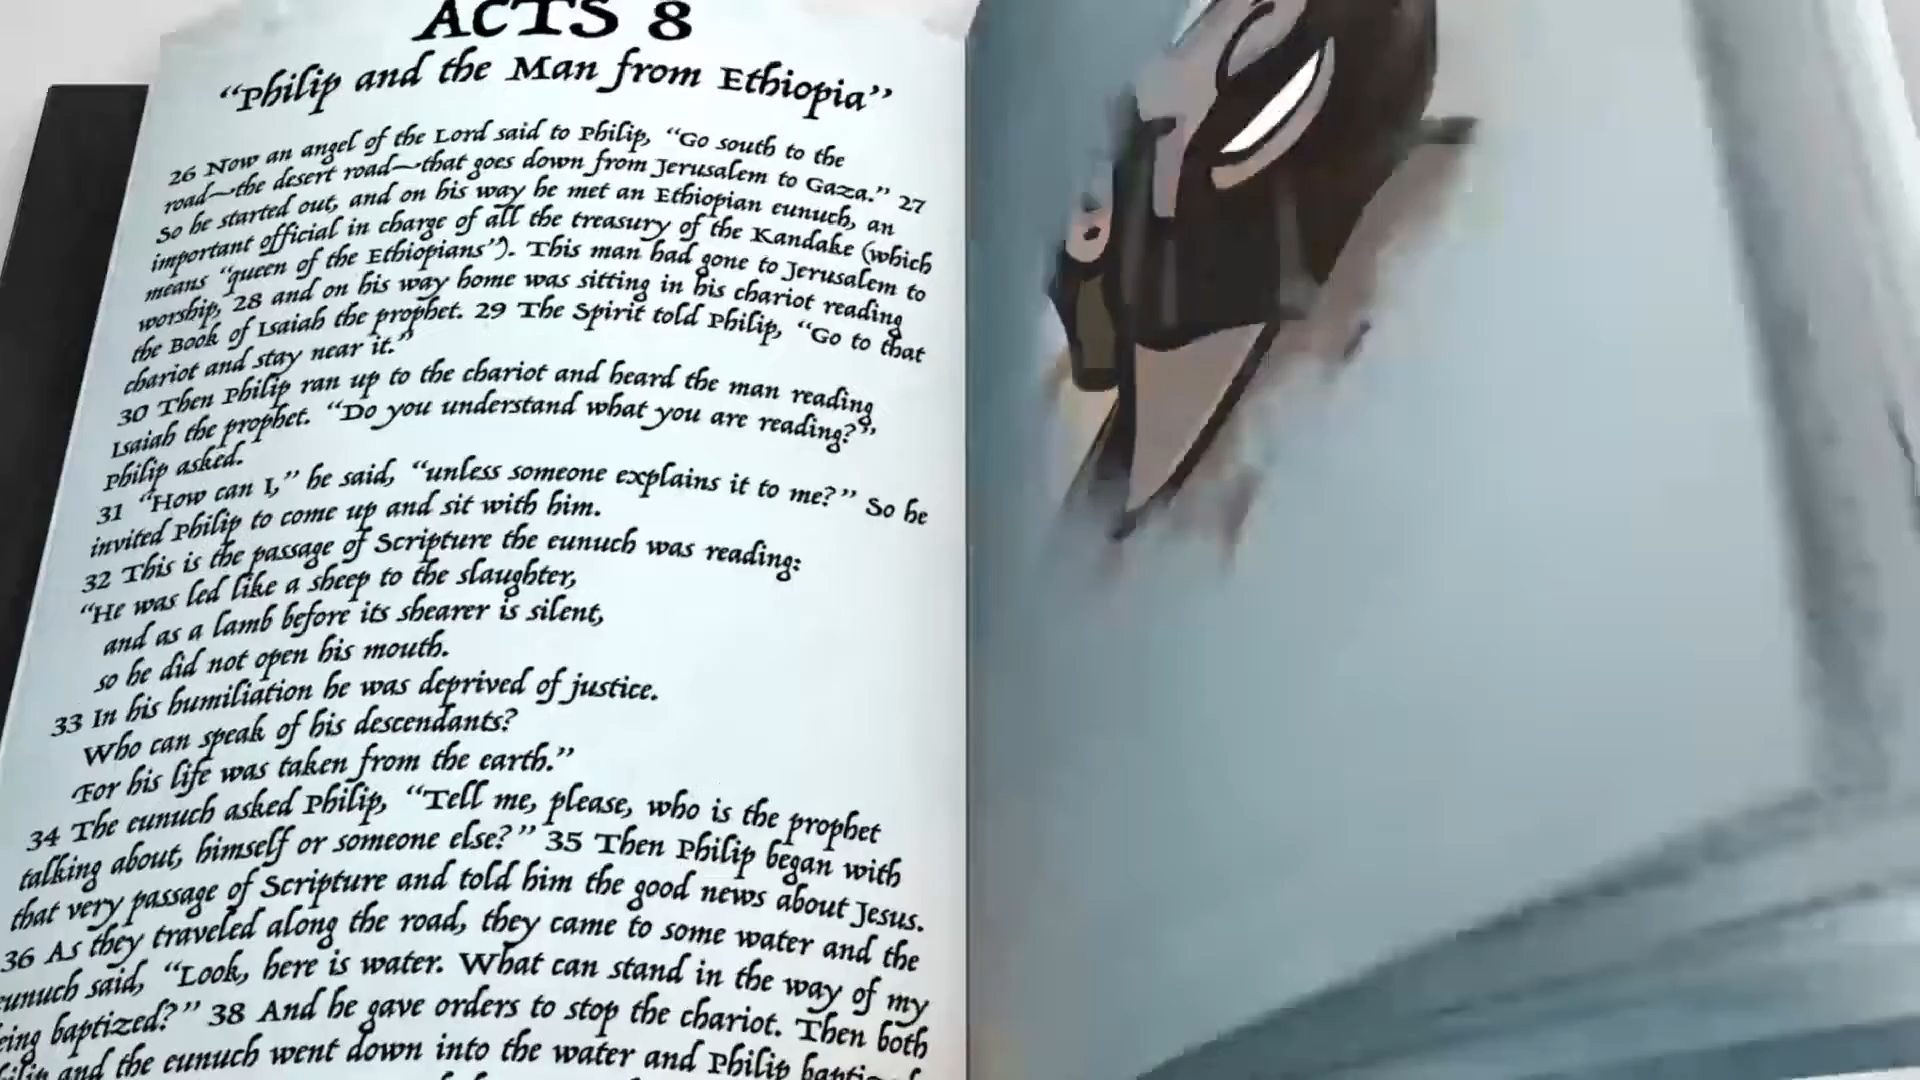 ACTS 8
“Philip and the Man from Ethiopia”
26 Now an angel of the Lord said to Philip, “Go south to the
road—the desert road—that goes down from Jerusalem to Gaza.” 27
So he started out, and on his way he met an Ethiopian eunuch, an
important official in charge of all the treasury of the Kandake (which
means “queen of the Ethiopians”). This man had gone to Jerusalem to
worship, 28 and on his way home was sitting in his chariot reading
the Book of Isaiah the prophet. 29 The Spirit told Philip, “Go to that
chariot and stay near it.”
30 Then Philip ran up to the chariot and heard the man reading
Isaiah the prophet. “Do you understand what you are reading?”
Philip asked.
31 “How can I,” he said, “unless someone explains it to me?” So he
invited Philip to come up and sit with him.
32 This is the passage of Scripture the eunuch was reading:
“He was led like a sheep to the slaughter,
and as a lamb before its shearer is silent,
so he did not open his mouth.
33 In his humiliation he was deprived of justice.
Who can speak of his descendants?
For his life was taken from the earth.”
34 The eunuch asked Philip, “Tell me, please, who is the prophet
talking about, himself or someone else?” 35 Then Philip began with
that very passage of Scripture and told him the good news about Jesus.
36 As they traveled along the road, they came to some water and the
eunuch said, “Look, here is water. What can stand in the way of my
eing baptized?” 38 And he gave orders to stop the chariot. Then both
ilip and the eunuch went down into the water and Philip